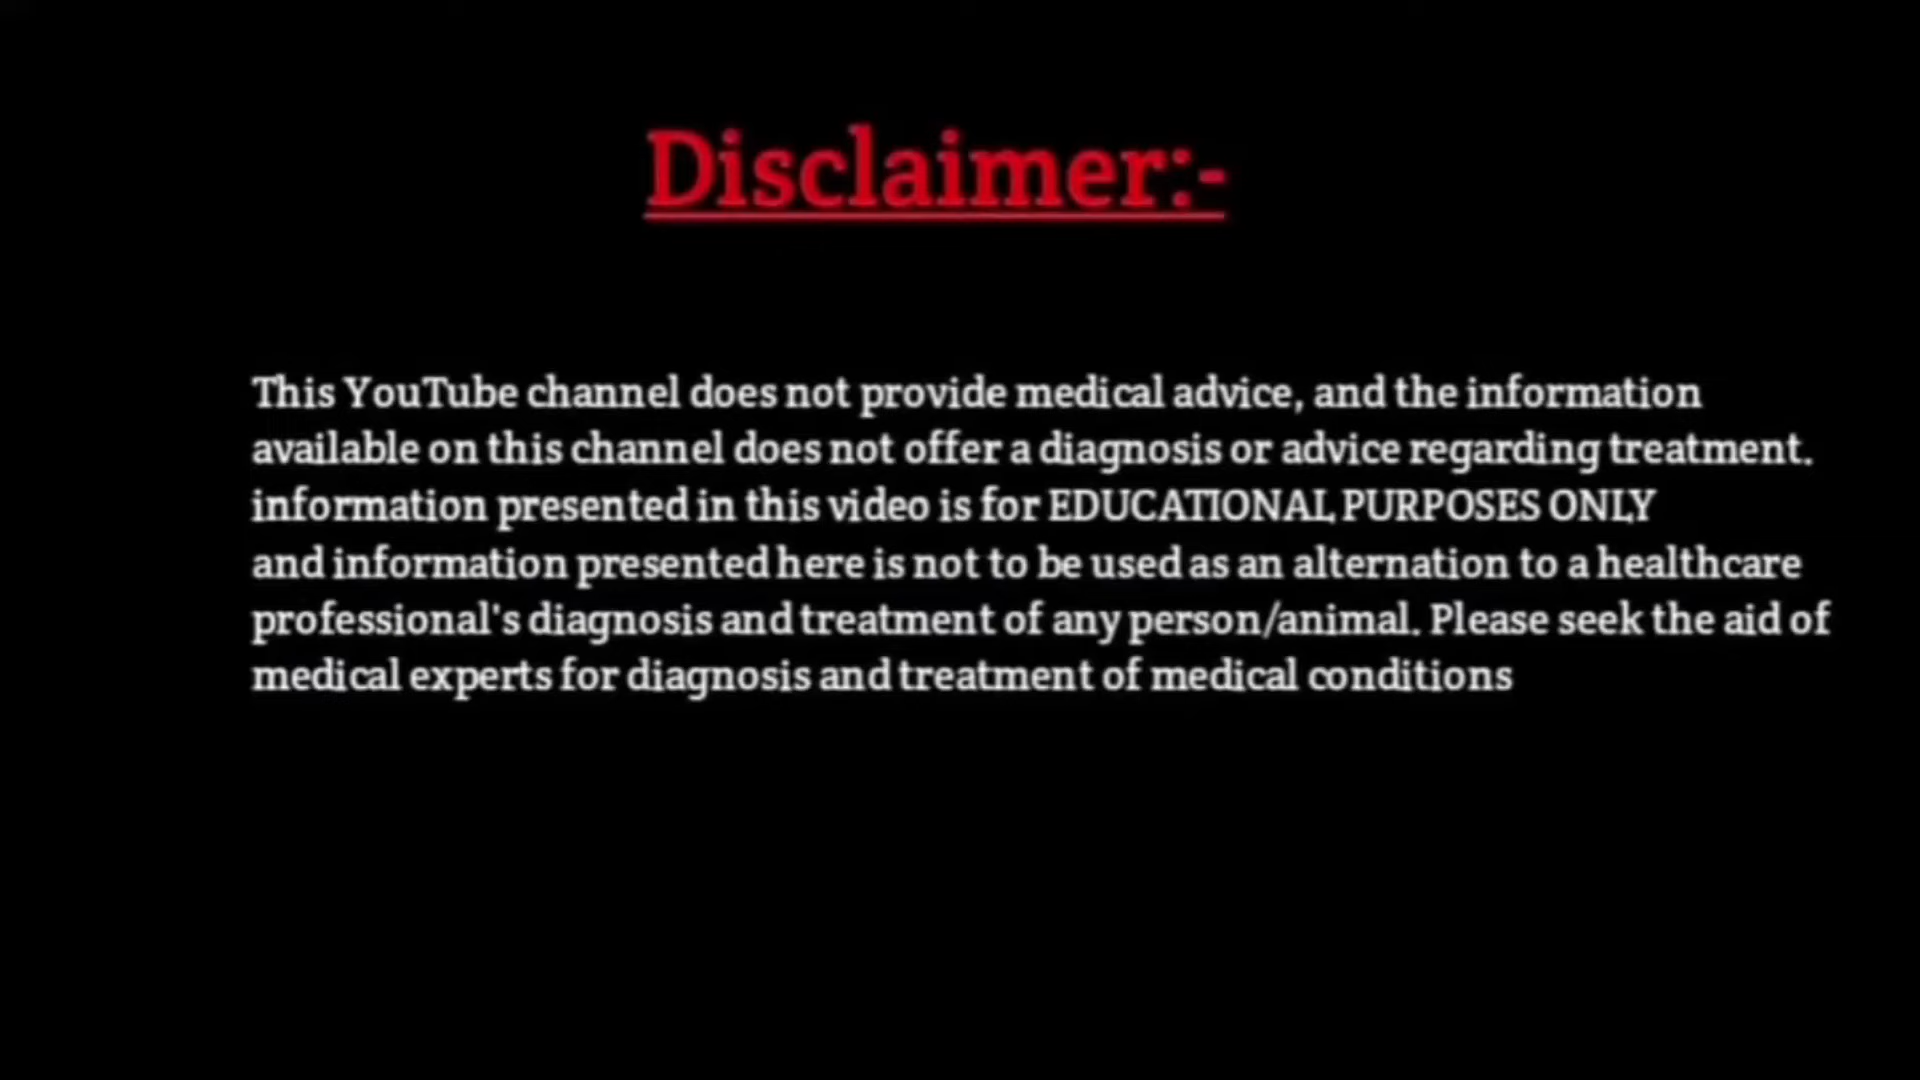 Disclaimer:-
This YouTube channel does not provide medical advice, and the information
available on this channel does not offer a diagnosis or advice regarding treatment.
information presented in this video is for EDUCATIONAL PURPOSES ONLY
and information presented here is not to be used as an alternation to a healthcare
professional's diagnosis and treatment of any person/animal. Please seek the aid of
medical experts for diagnosis and treatment of medical conditions